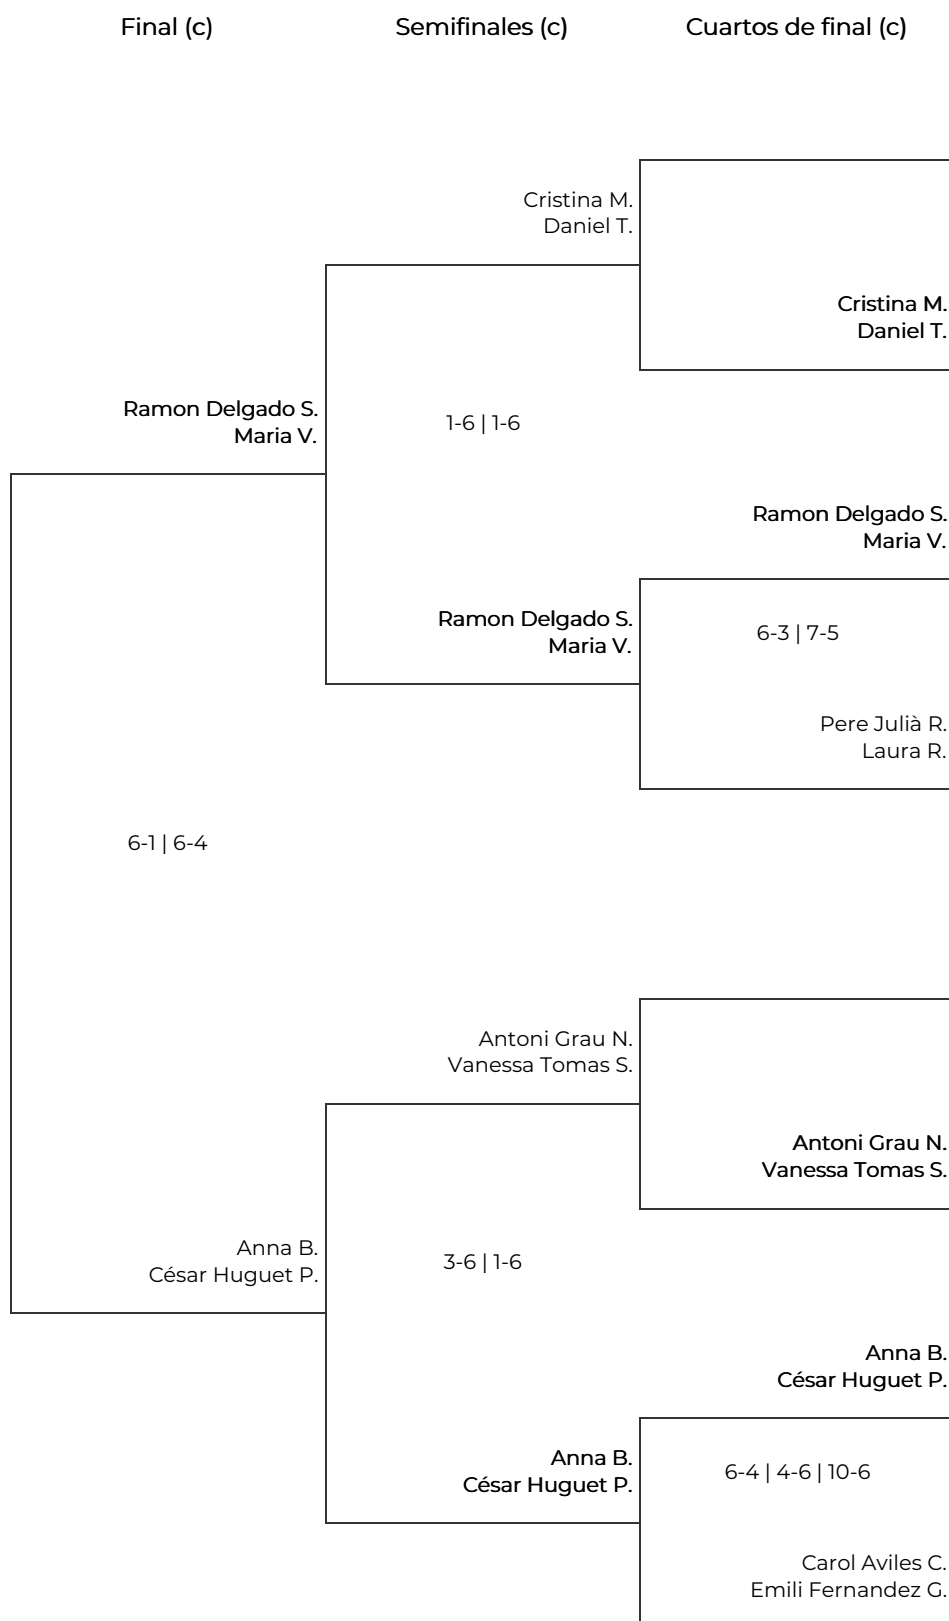 Final (c)
Semifinales (c)
Cuartos de final (c)
Cristina M.
Daniel T.
Cristina M.
Daniel T.
Ramon Delgado S.
Maria V.
1-6 | 1-6
Ramon Delgado S.
Maria V.
Ramon Delgado S.
Maria V.
6-3 | 7-5
Pere Julià R.
Laura R.
6-1 | 6-4
Antoni Grau N.
Vanessa Tomas S.
Antoni Grau N.
Vanessa Tomas S.
Anna B.
César Huguet P.
3-6 | 1-6
Anna B.
César Huguet P.
Anna B.
César Huguet P.
6-4 | 4-6 | 10-6
Carol Aviles C.
Emili Fernandez G.